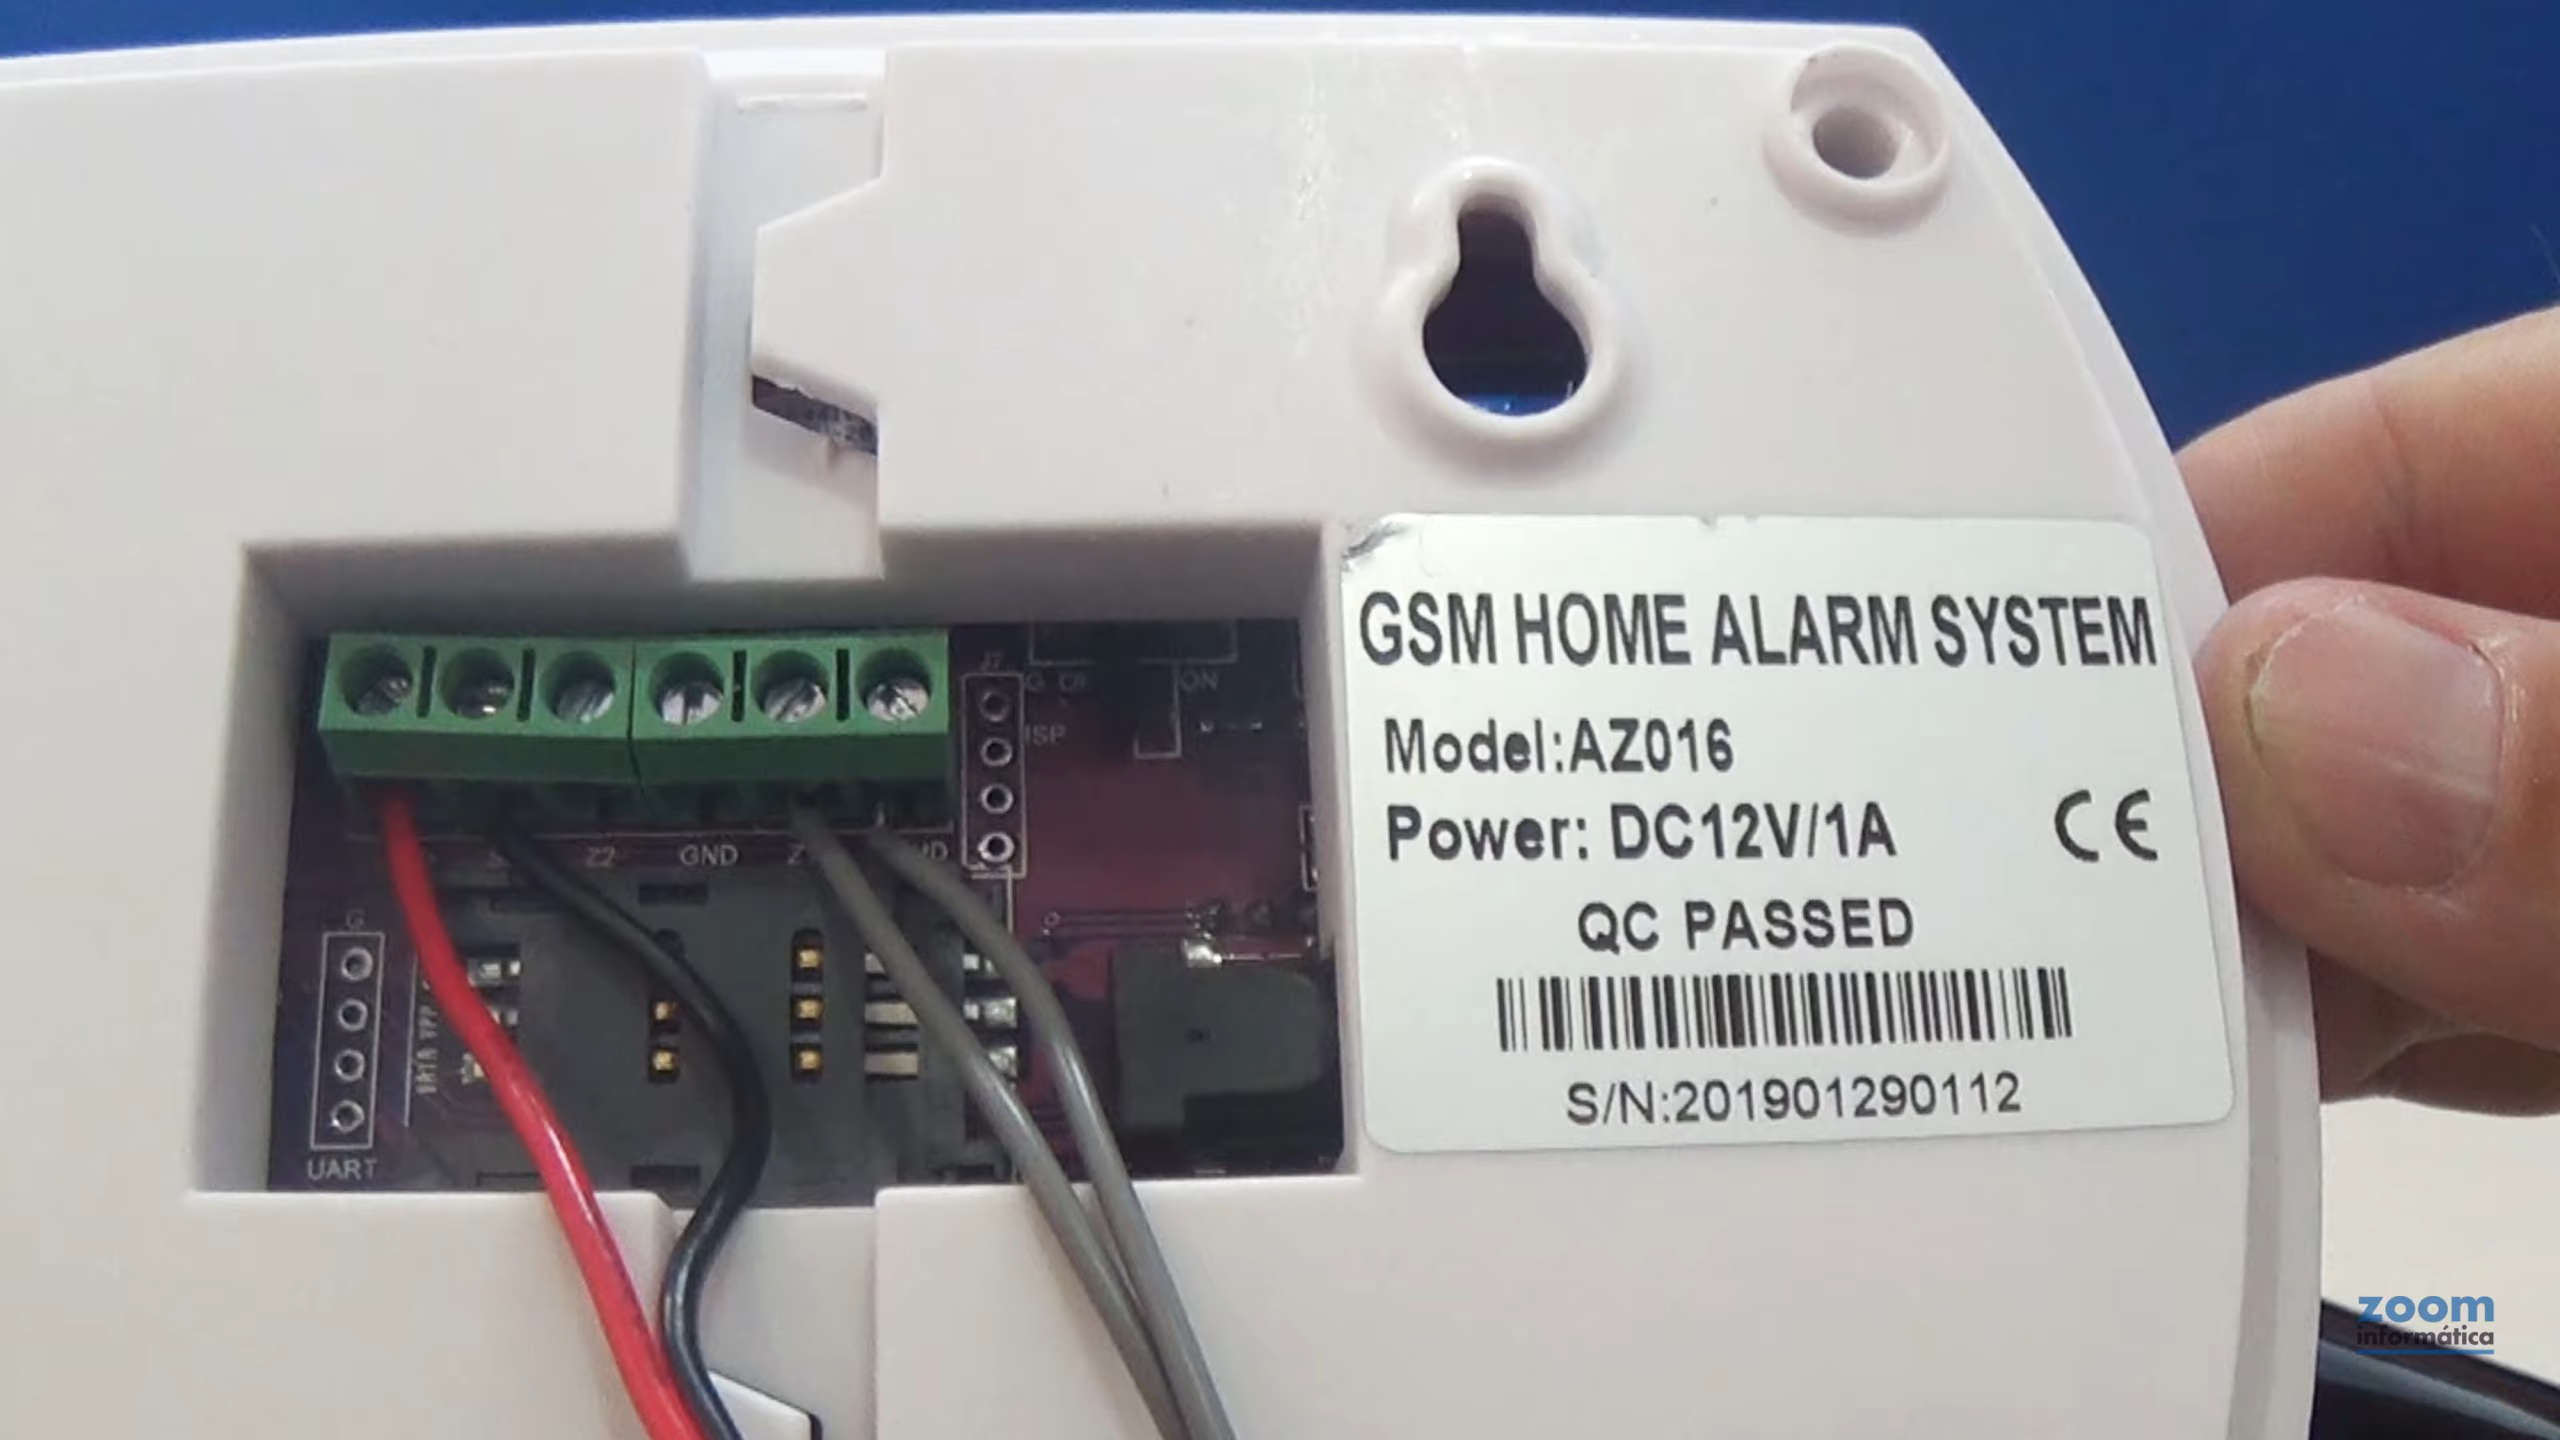 GSM HOME ALARM SYSTEM
Model:AZ016
Power: DC12V/1A
CE
QC PASSED
S/N:201901290112
J7
ON
ISP
Z2
GND
G
UART
zoom
informática